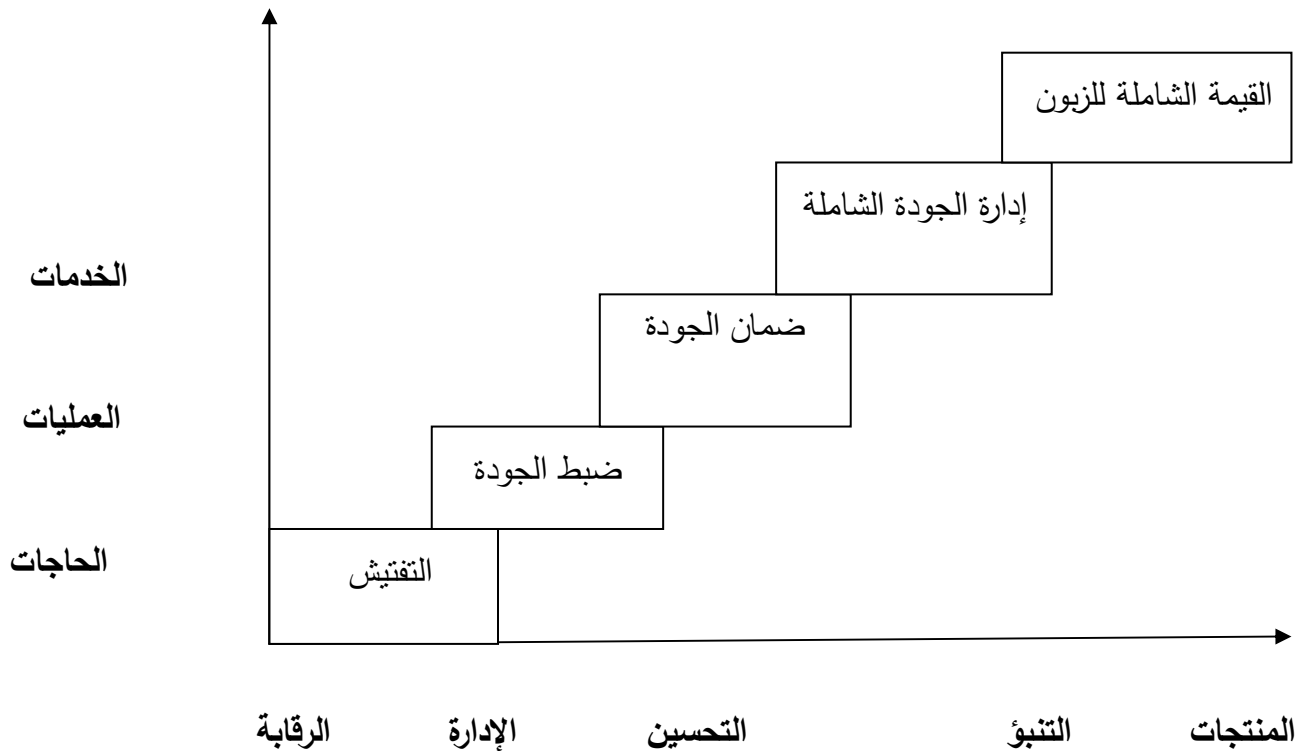 القيمة الشاملة للزبون
إدارة الجودة الشاملة
الخدمات
ضمان الجودة
العمليات
ضبط الجودة
الحاجات
التفتيش
المنتجات
التنبؤ
التحسين
الإدارة
الرقابة